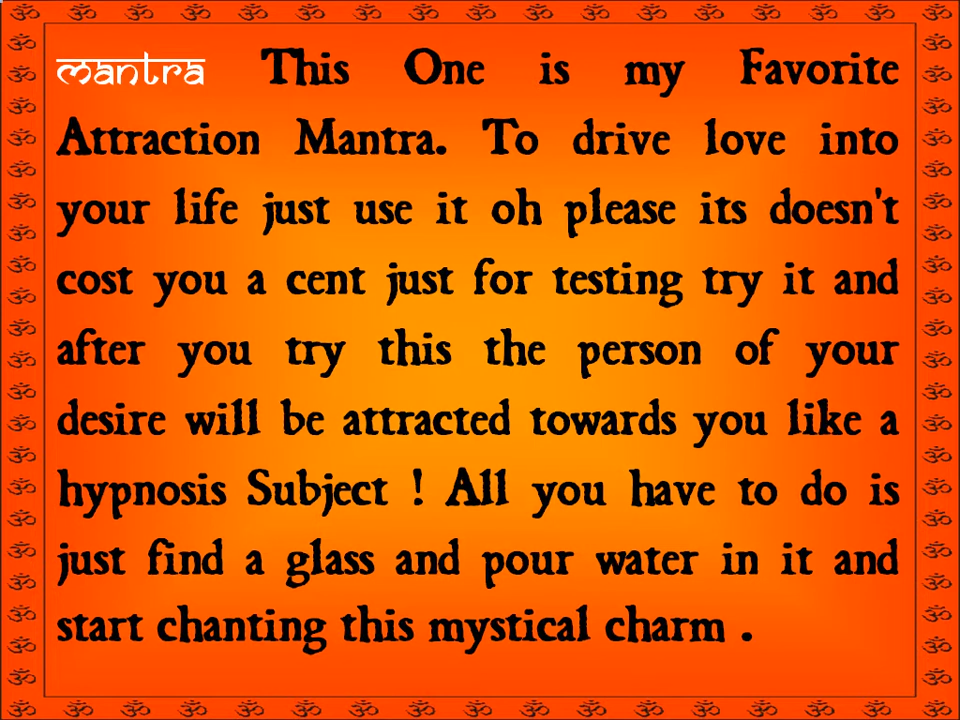 mantra This One is my Favorite
Attraction Mantra. To drive love into
your life just use it oh please its doesn't
cost you a cent just for testing try it and
after you try this the person of your
desire will be attracted towards you like a
hypnosis Subject ! All you have to do is
just find a glass and pour water in it and
start chanting this mystical charm .